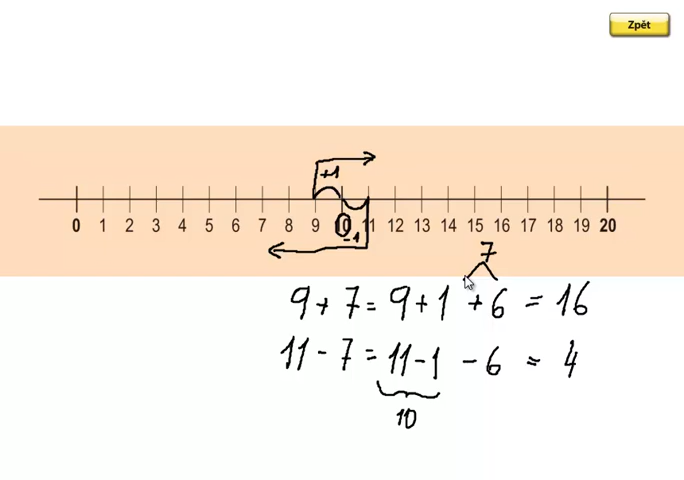 Zpět
+1
0 1 2 3 4 5 6 7 8 9 10 11 12 13 14 15 16 17 18 19 20
-1
7
9 + 7 = 9 + 1 + 6 = 16
11 - 7 = 11 - 1 - 6 = 4
10